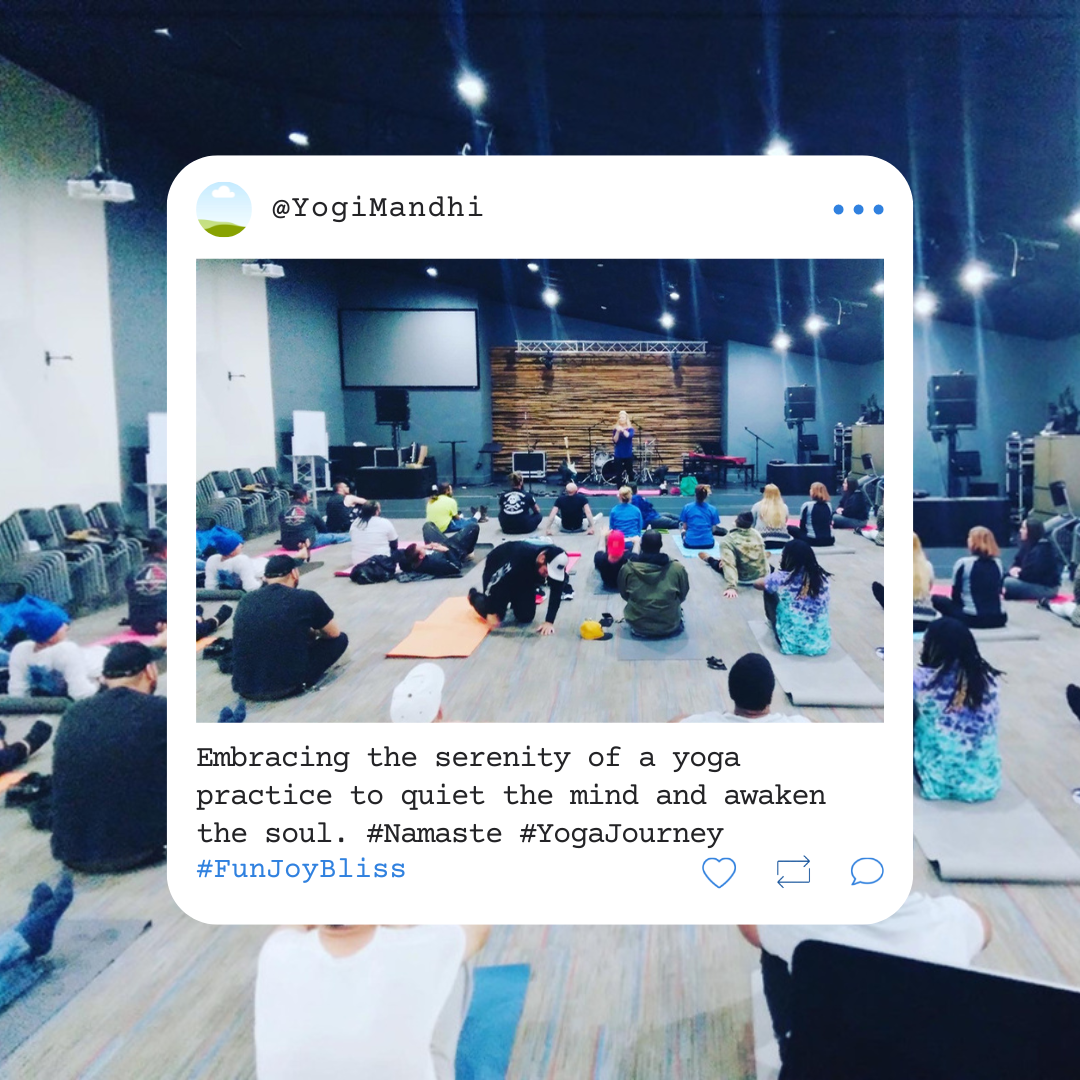 @YogiMandhi
Embracing the serenity of a yoga
practice to quiet the mind and awaken
the soul. #Namaste #YogaJourney
#FunJoyBliss